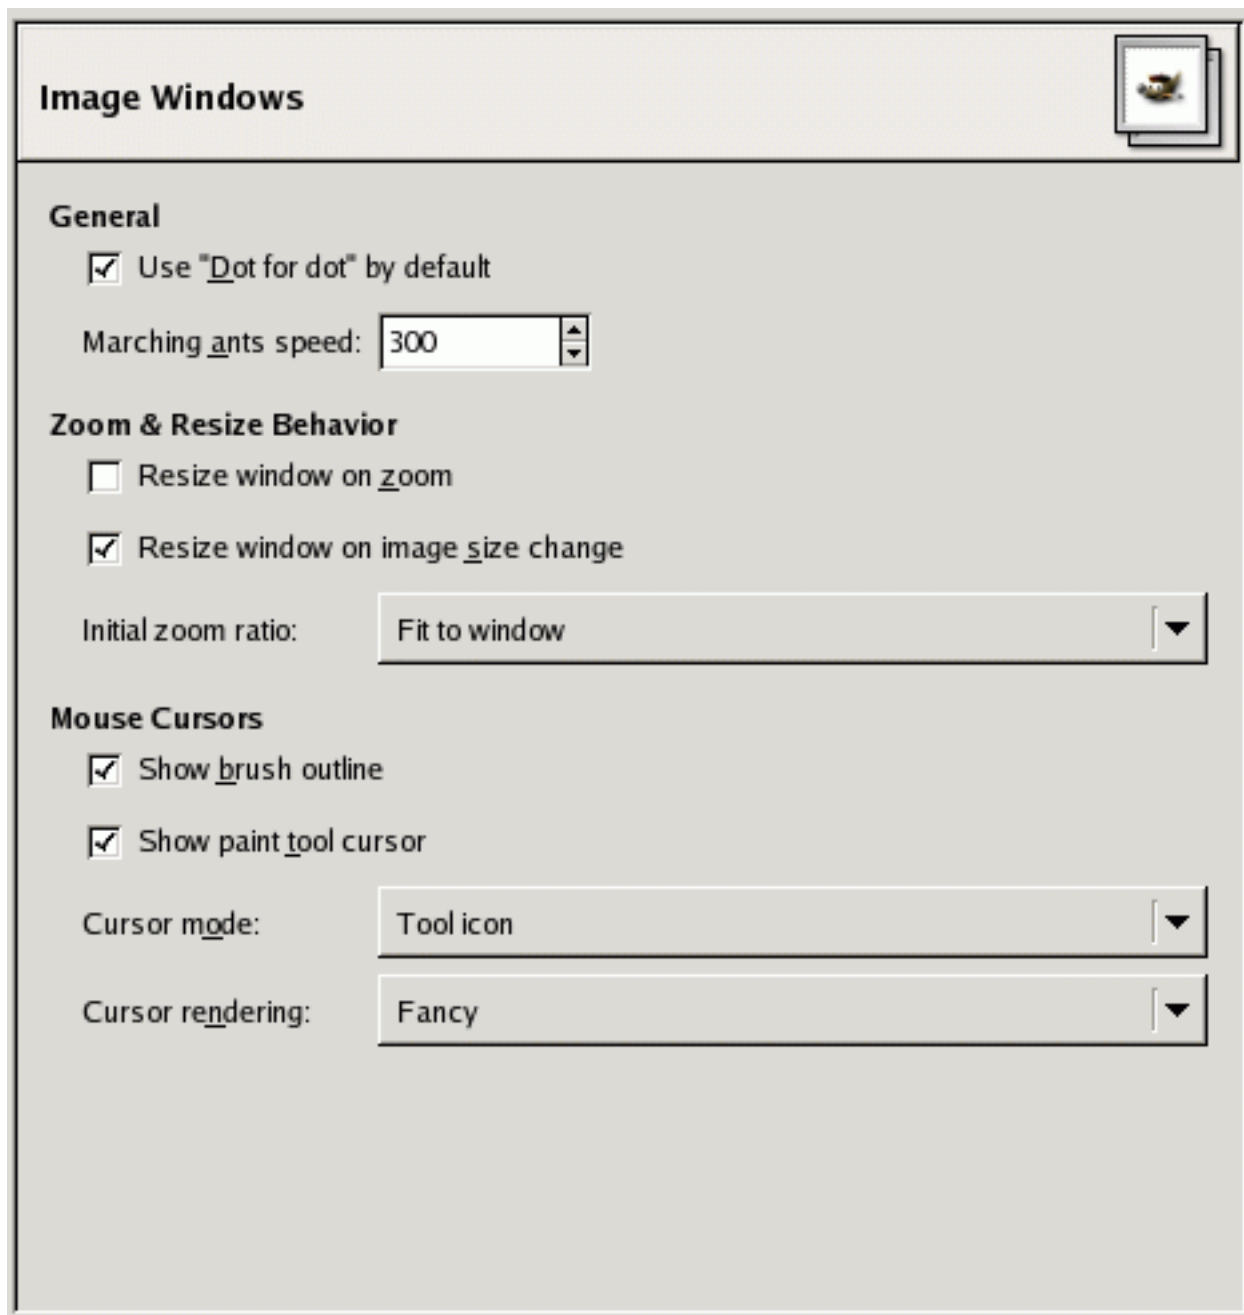 Image Windows
General
Use "Dot for dot" by default
Marching ants speed: 300
Zoom & Resize Behavior
Resize window on zoom
Resize window on image size change
Initial zoom ratio: Fit to window
Mouse Cursors
Show brush outline
Show paint tool cursor
Cursor mode: Tool icon
Cursor rendering: Fancy